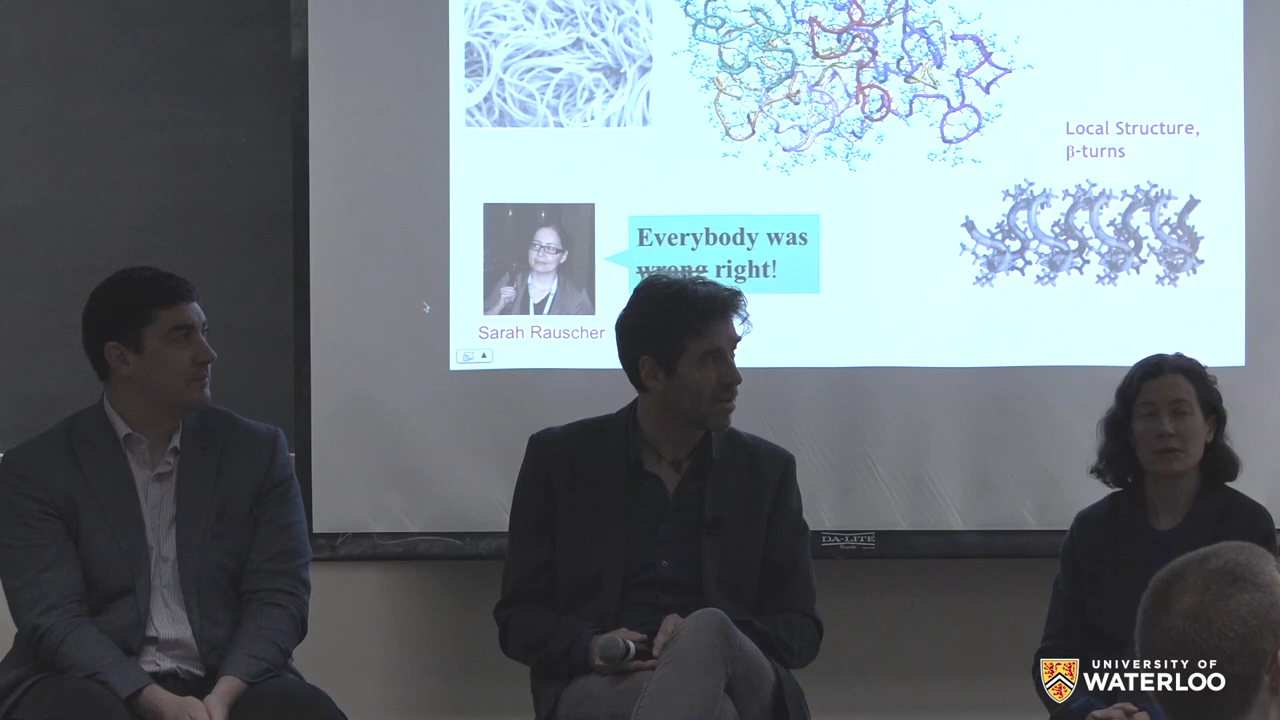 Local Structure,
β-turns
Everybody was
wrong right!
Sarah Rauscher
DA-LITE
UNIVERSITY OF
WATERLOO